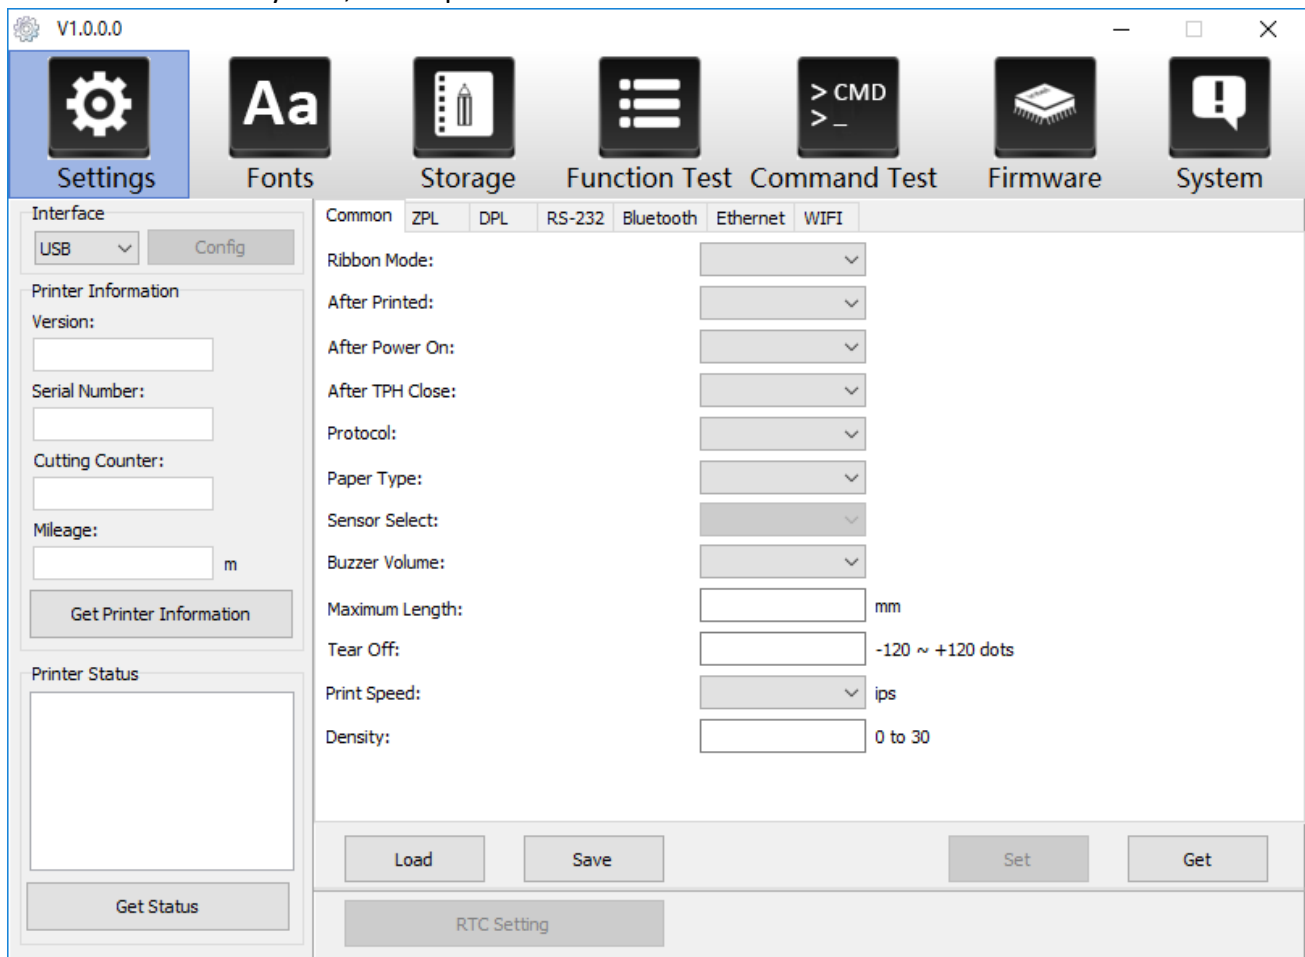 V1.0.0.0
Aa
> CMD
>_
Settings Fonts Storage Function Test Command Test Firmware System
Interface
USB Config
Printer Information
Version:
Serial Number:
Cutting Counter:
Mileage:
m
Get Printer Information
Printer Status
Get Status
Common ZPL DPL RS-232 Bluetooth Ethernet WIFI
Ribbon Mode:
After Printed:
After Power On:
After TPH Close:
Protocol:
Paper Type:
Sensor Select:
Buzzer Volume:
Maximum Length: mm
Tear Off: -120 ~ +120 dots
Print Speed: ips
Density: 0 to 30
Load Save Set Get
RTC Setting